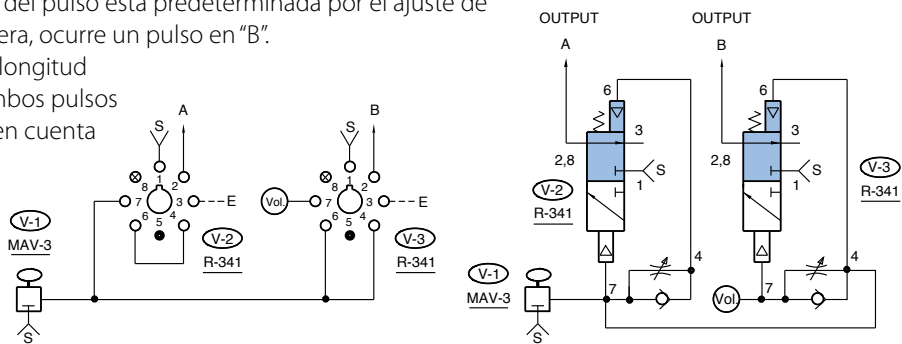 del pulso está predeterminada por el ajuste de
era, ocurre un pulso en “B”.
longitud
nbos pulsos
en cuenta
A
B
S
S
1
2
3
4
5
6
7
8
E
V-2
R-341
Vol.
1
2
3
4
5
6
7
8
E
V-3
R-341
V-1
MAV-3
S
OUTPUT
OUTPUT
A
B
6
6
3
3
2,8
2,8
S
S
1
1
V-2
R-341
V-3
R-341
4
4
V-1
MAV-3
7
Vol.
7
S